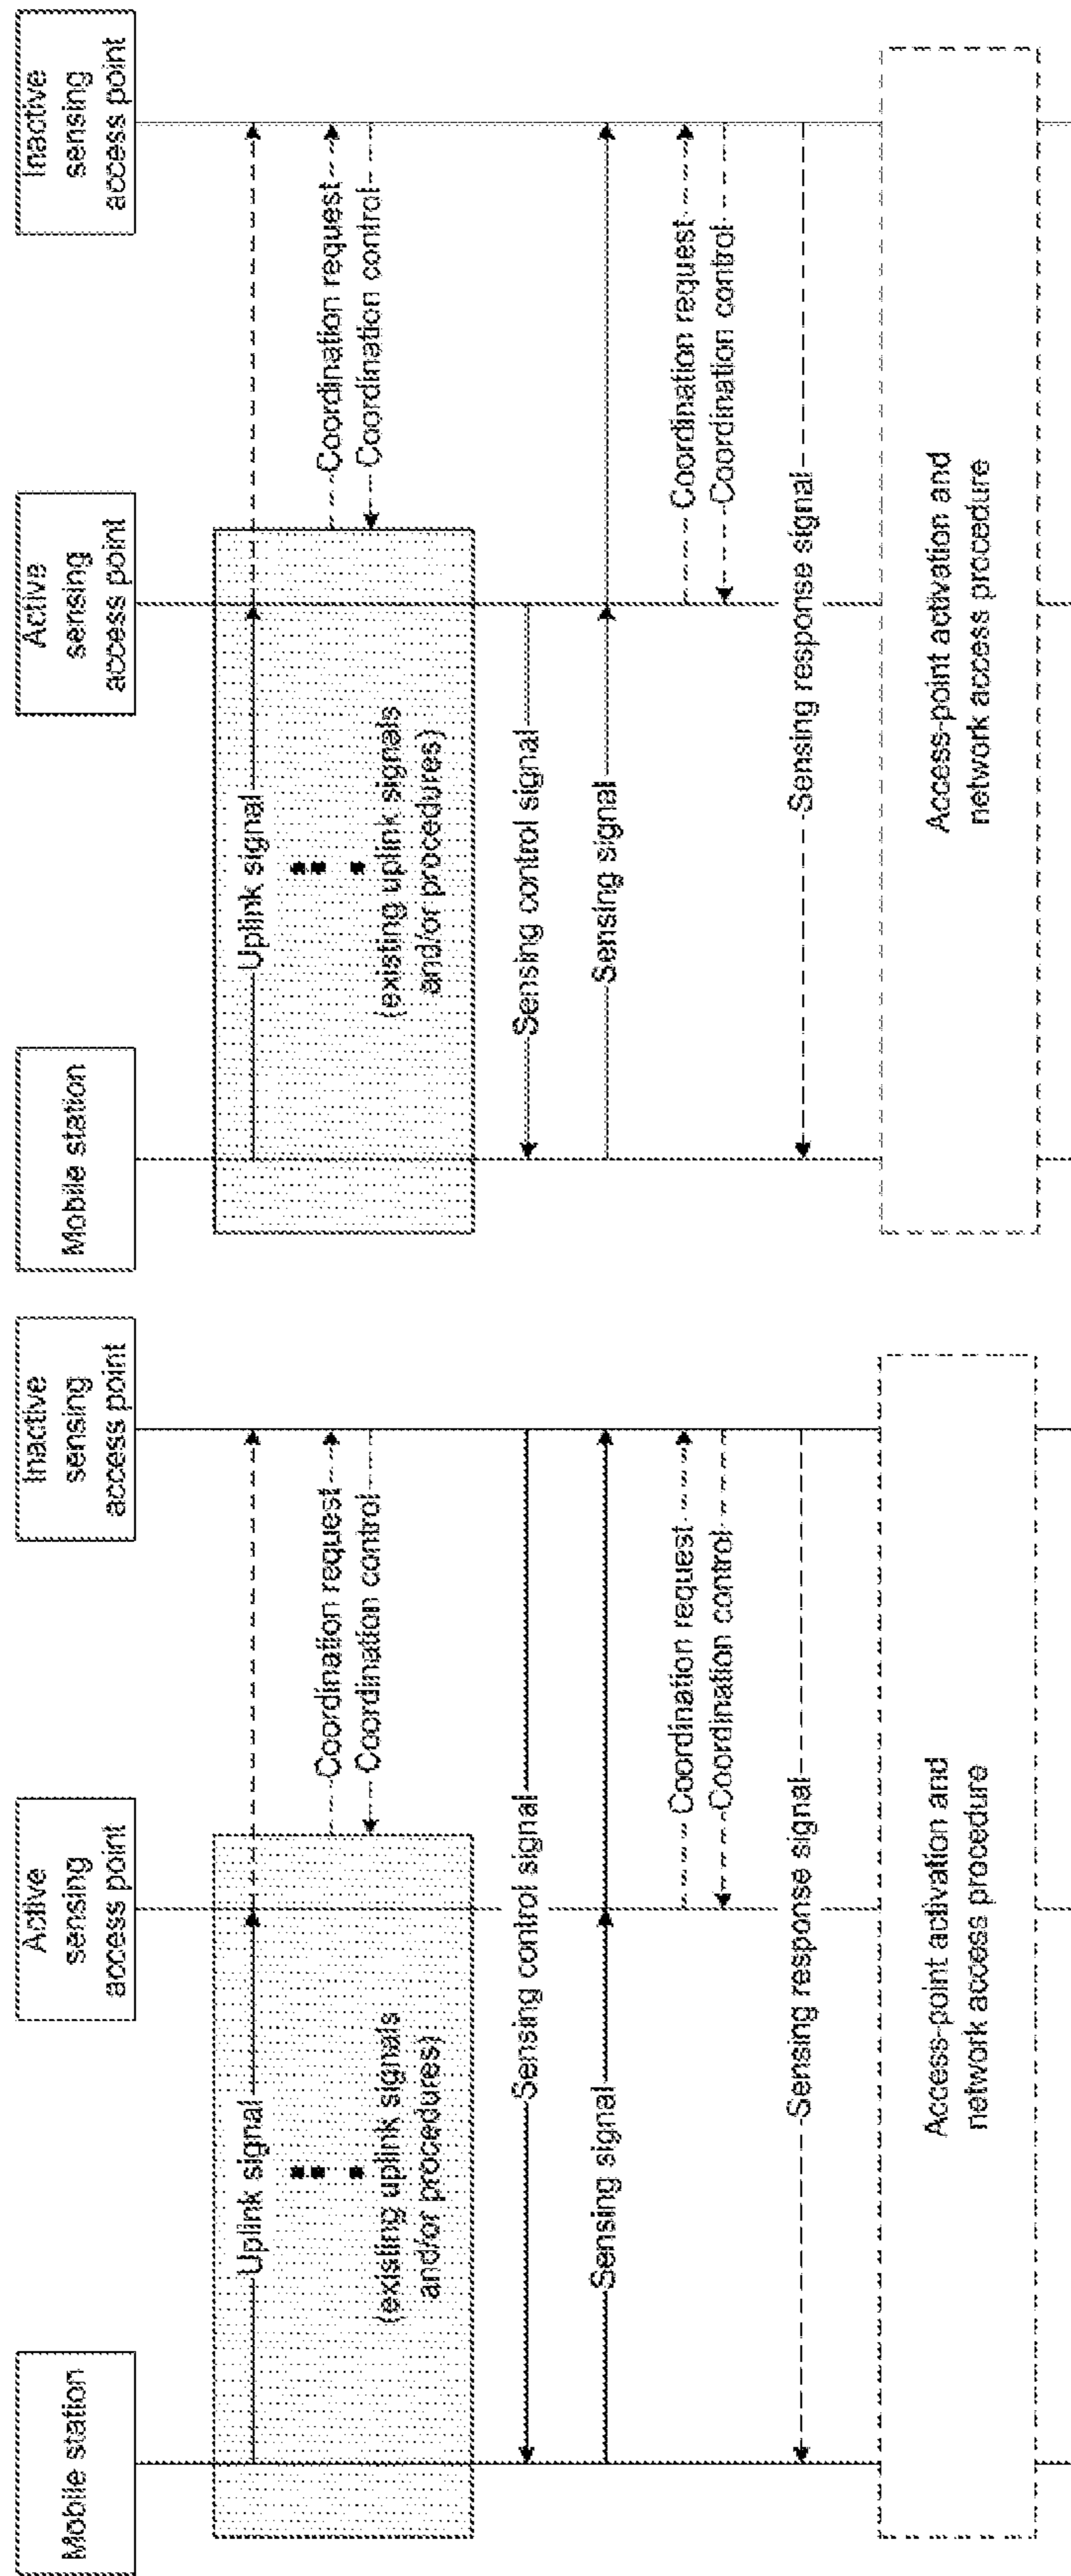 Mobile station
Active
sensing
access point
Inactive
sensing
access point
Uplink signal
(existing uplink signals
and/or procedures)
Coordination request
Coordination control
Sensing control signal
Sensing signal
Coordination request
Coordination control
Sensing response signal
Access-point activation and
network access procedure
Mobile station
Active
sensing
access point
Inactive
sensing
access point
Uplink signal
(existing uplink signals
and/or procedures)
Coordination request
Coordination control
Sensing control signal
Sensing signal
Coordination request
Coordination control
Sensing response signal
Access-point activation and
network access procedure